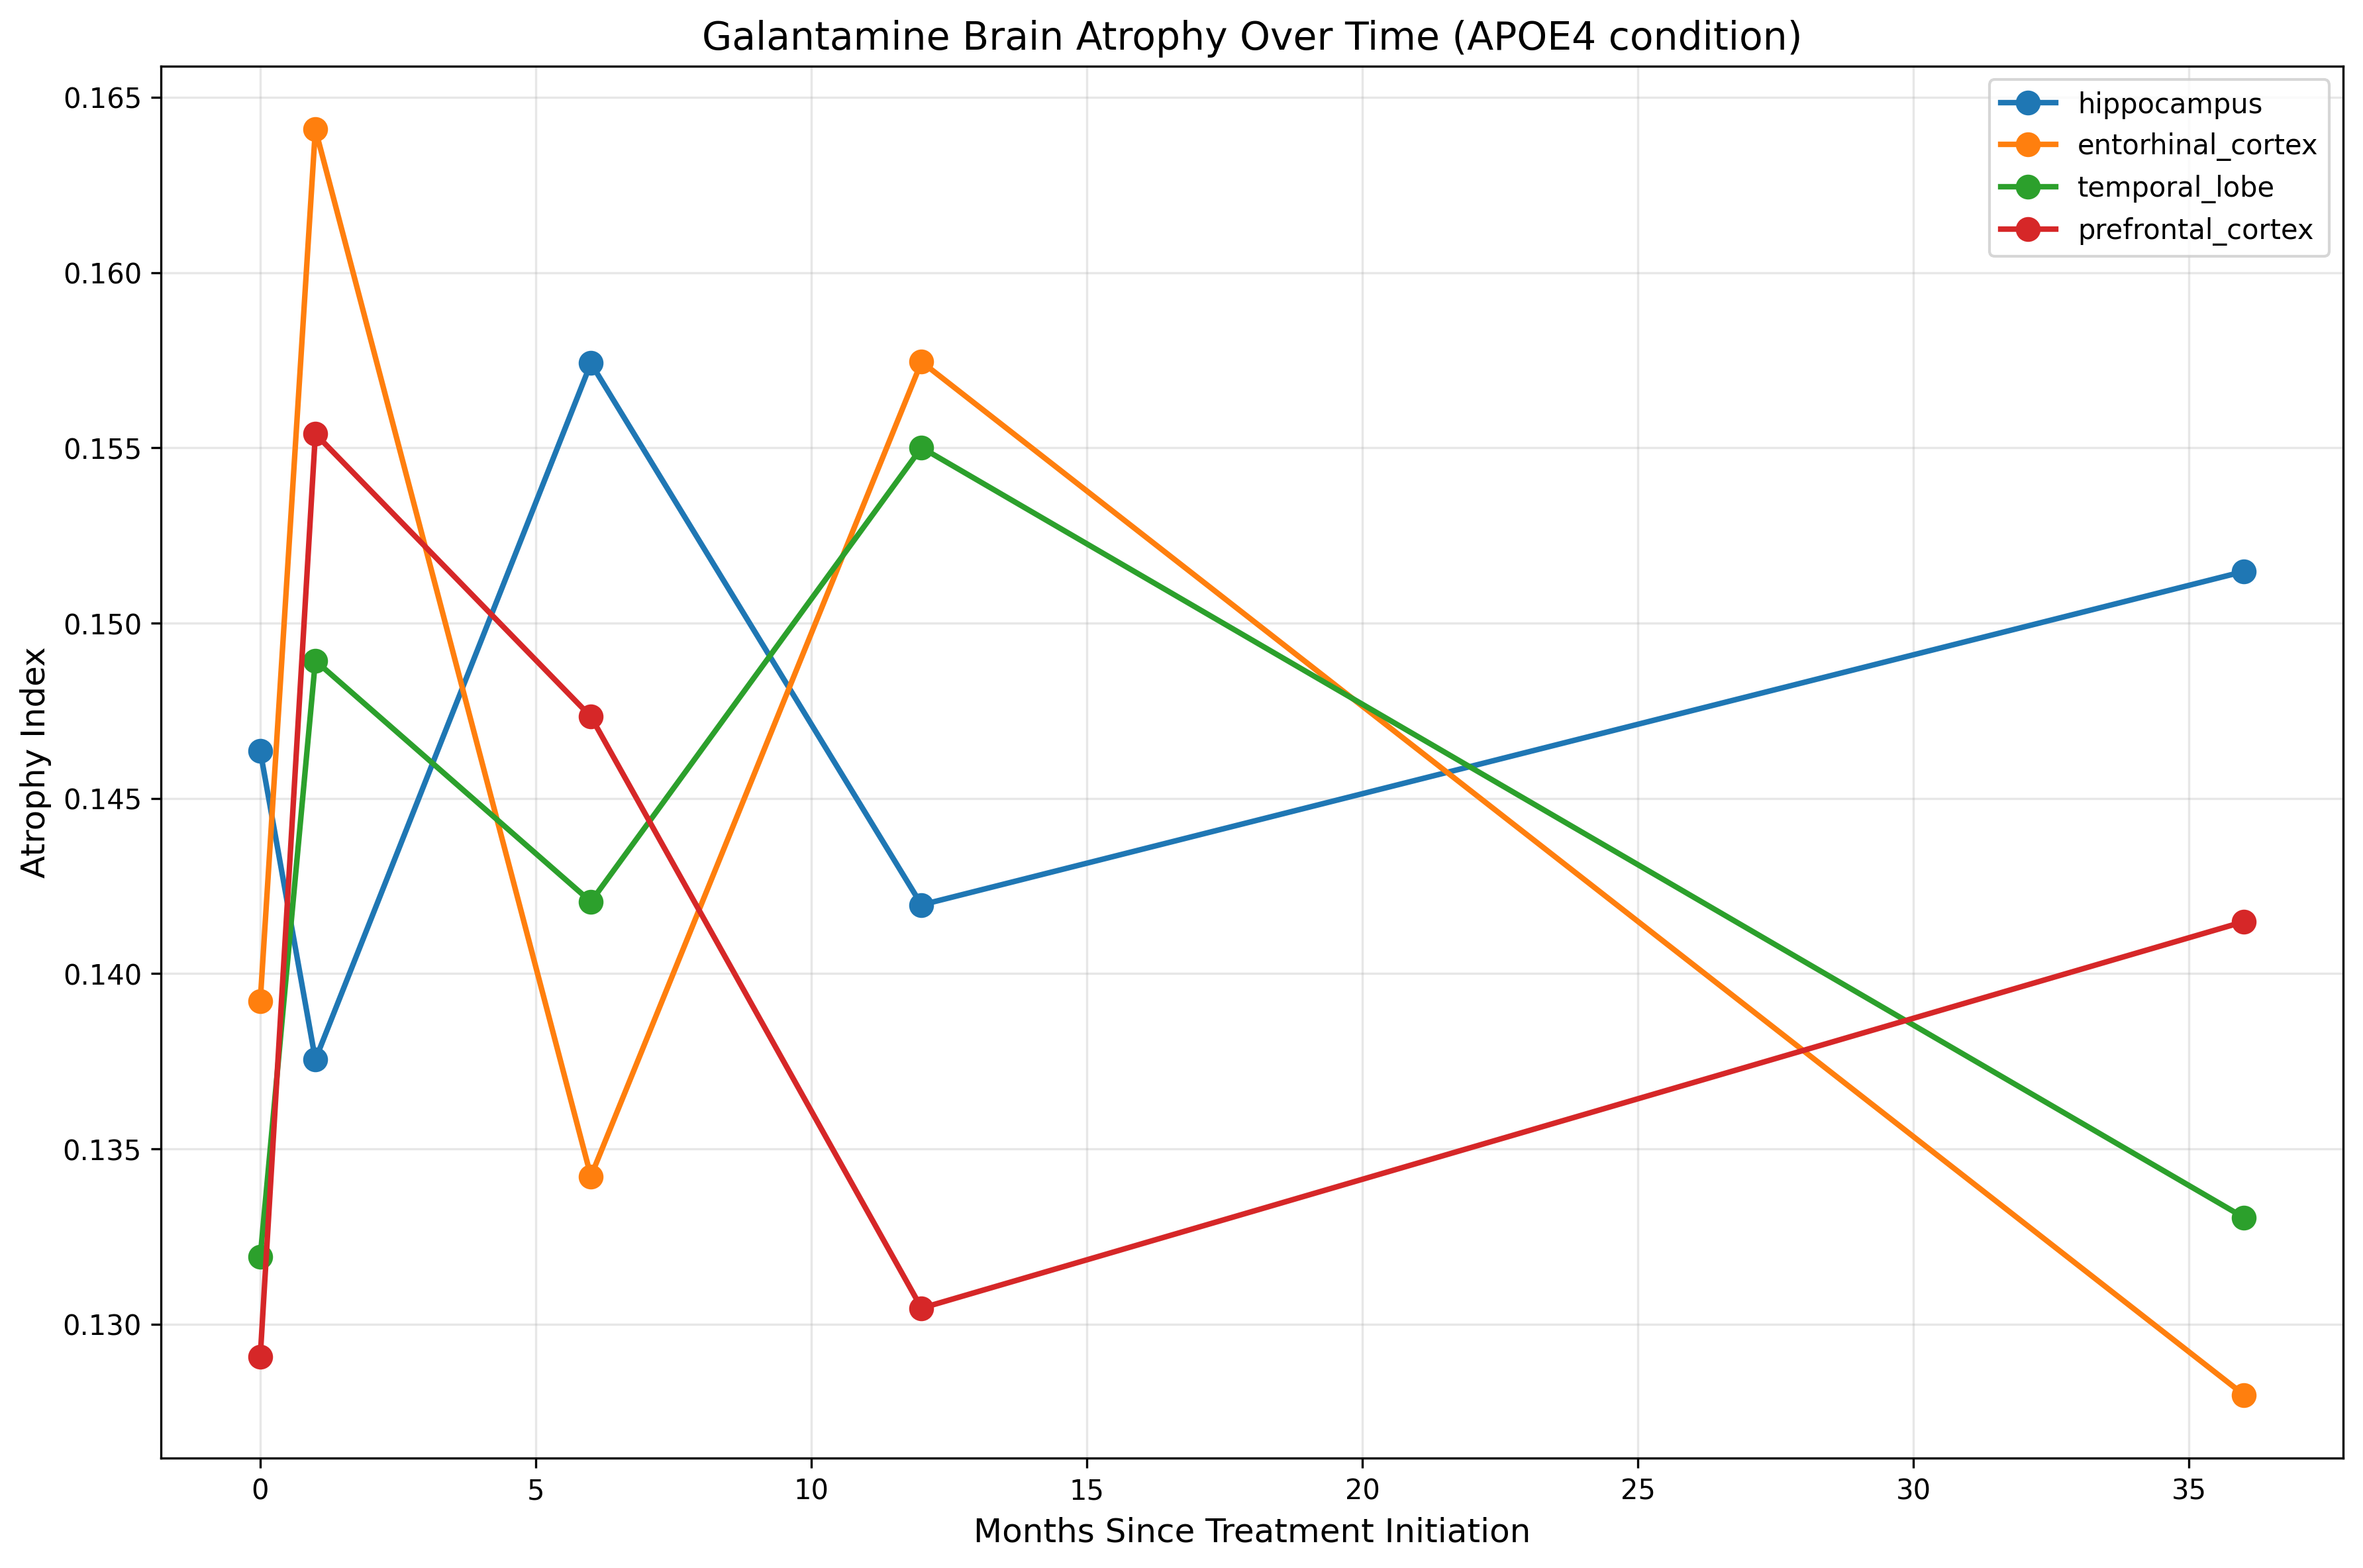 Galantamine Brain Atrophy Over Time (APOE4 condition)
hippocampus
entorhinal_cortex
temporal_lobe
prefrontal_cortex
Atrophy Index
0.165
0.160
0.155
0.150
0.145
0.140
0.135
0.130
0 5 10 15 20 25 30 35
Months Since Treatment Initiation